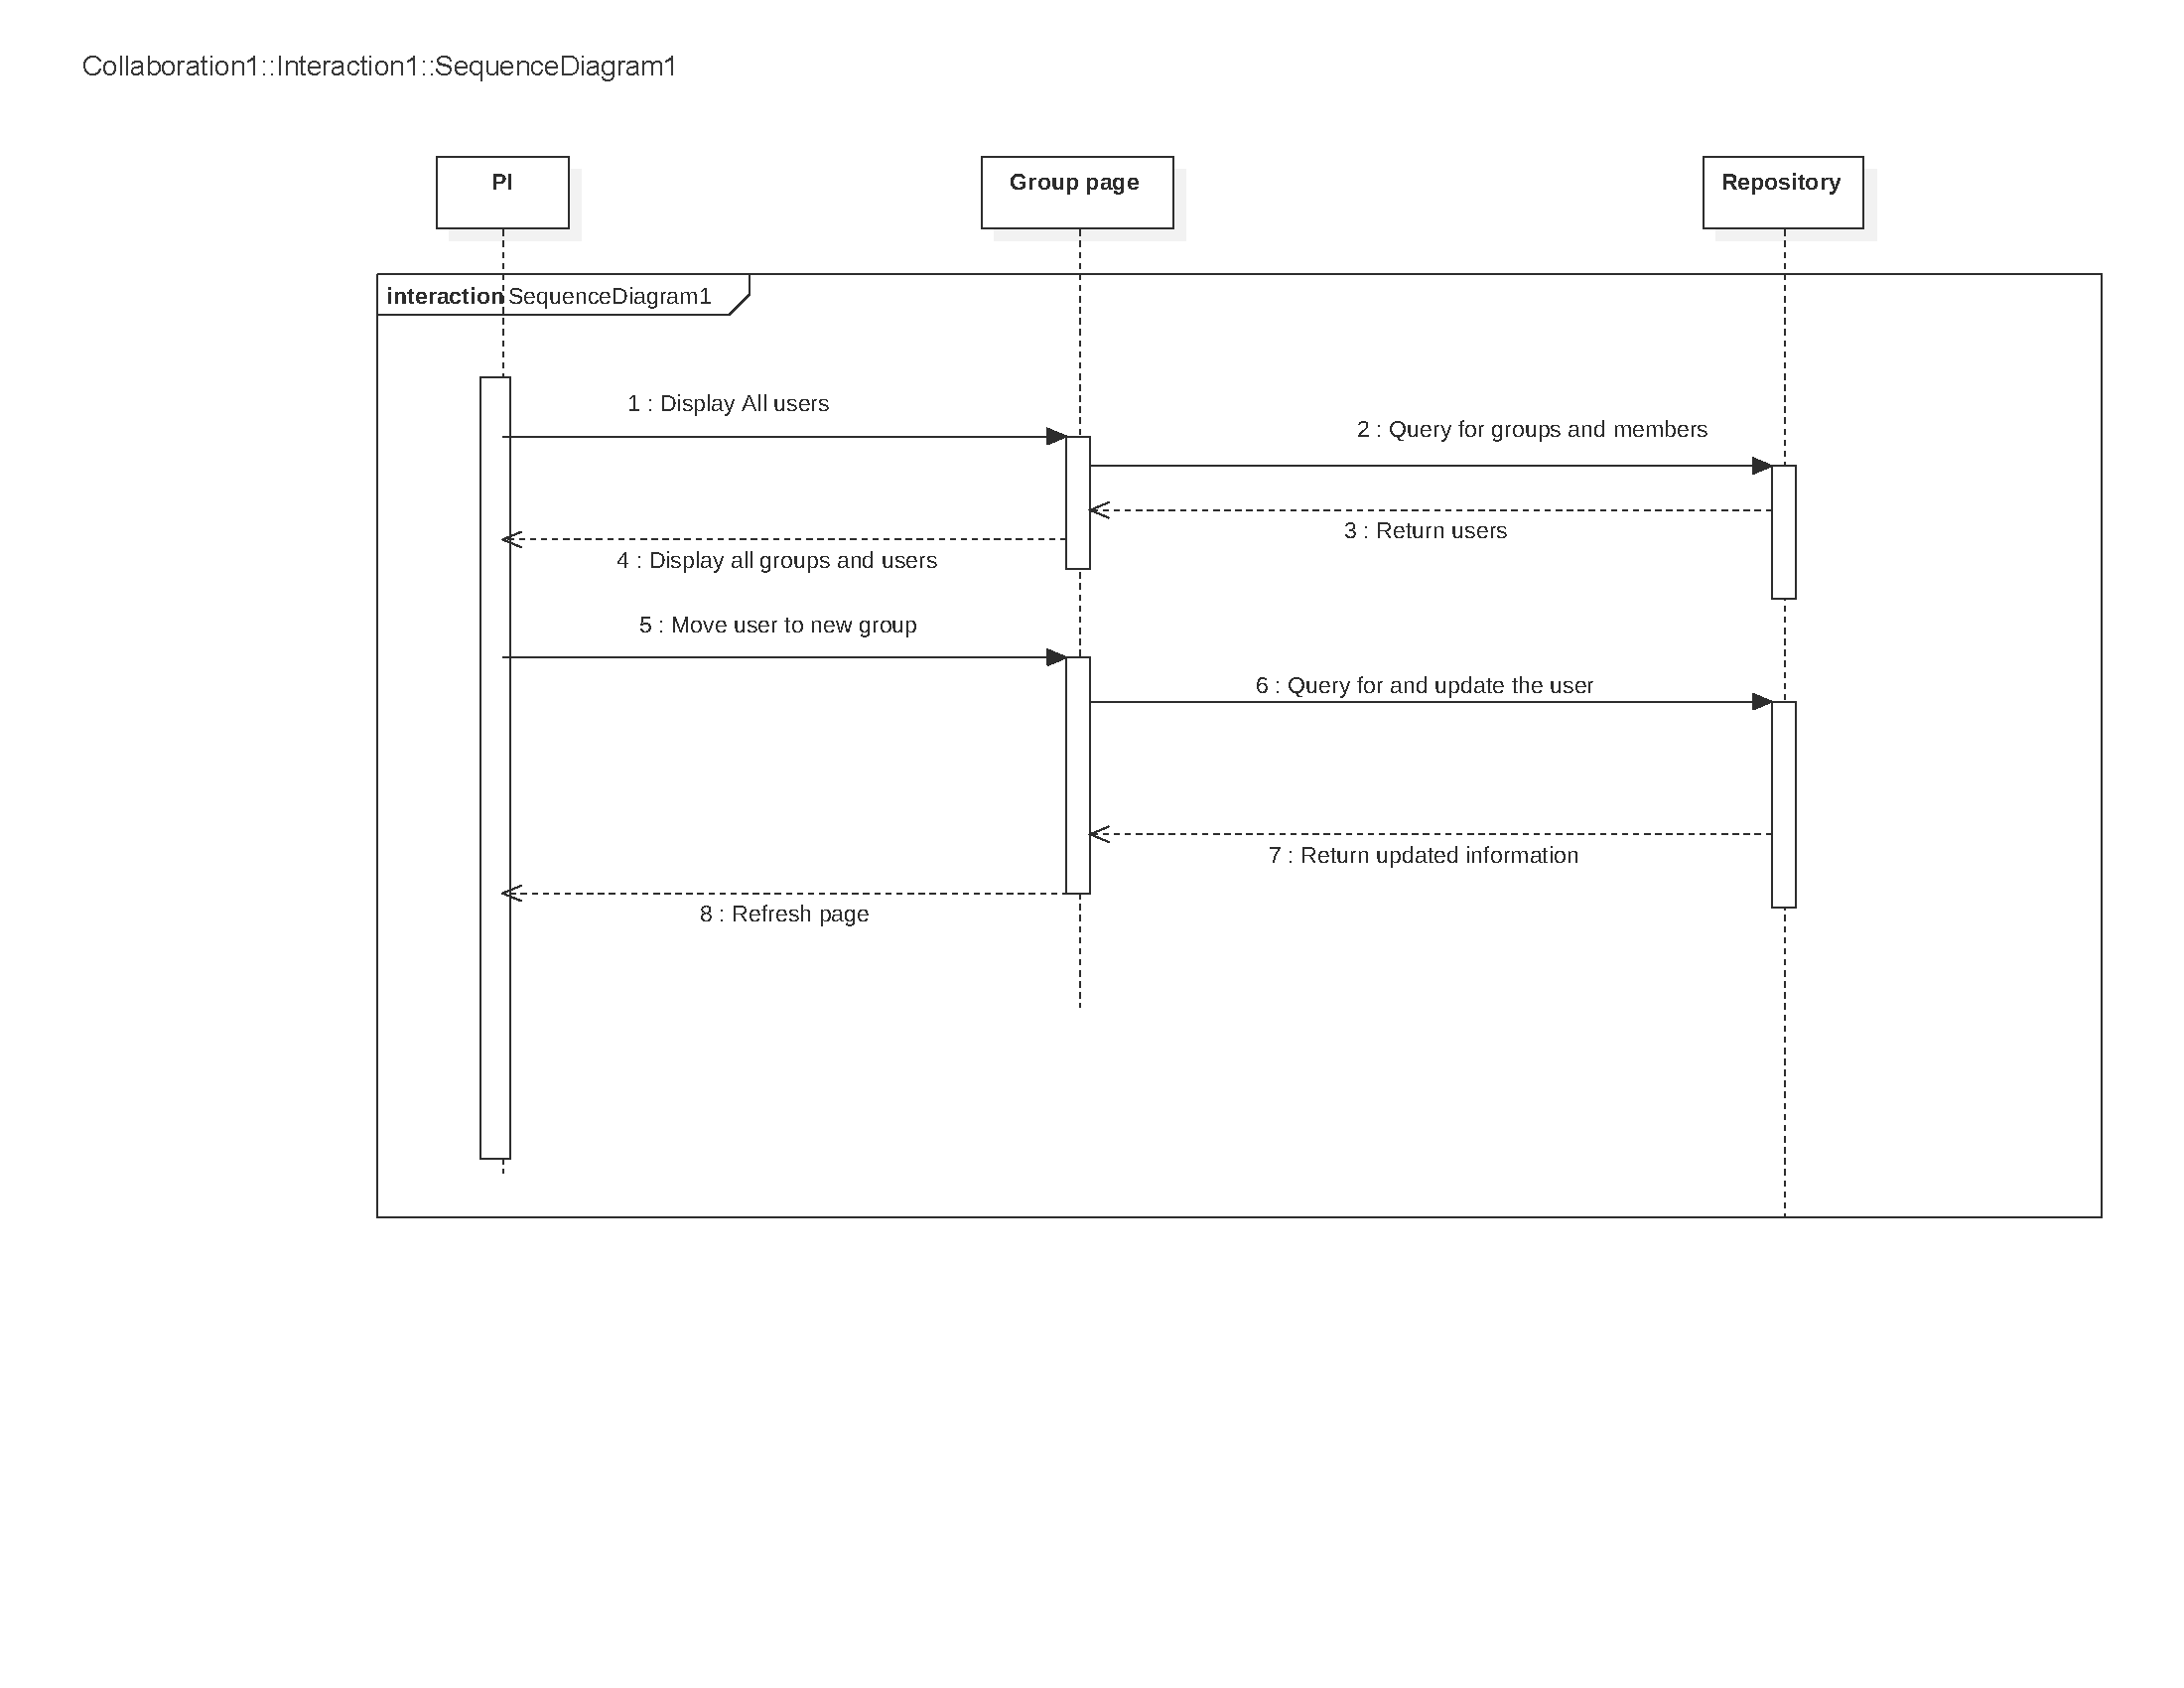 Collaboration1::Interaction1::SequenceDiagram1
PI
Group page
Repository
interaction SequenceDiagram1
1 : Display All users
2 : Query for groups and members
3 : Return users
4 : Display all groups and users
5 : Move user to new group
6 : Query for and update the user
7 : Return updated information
8 : Refresh page